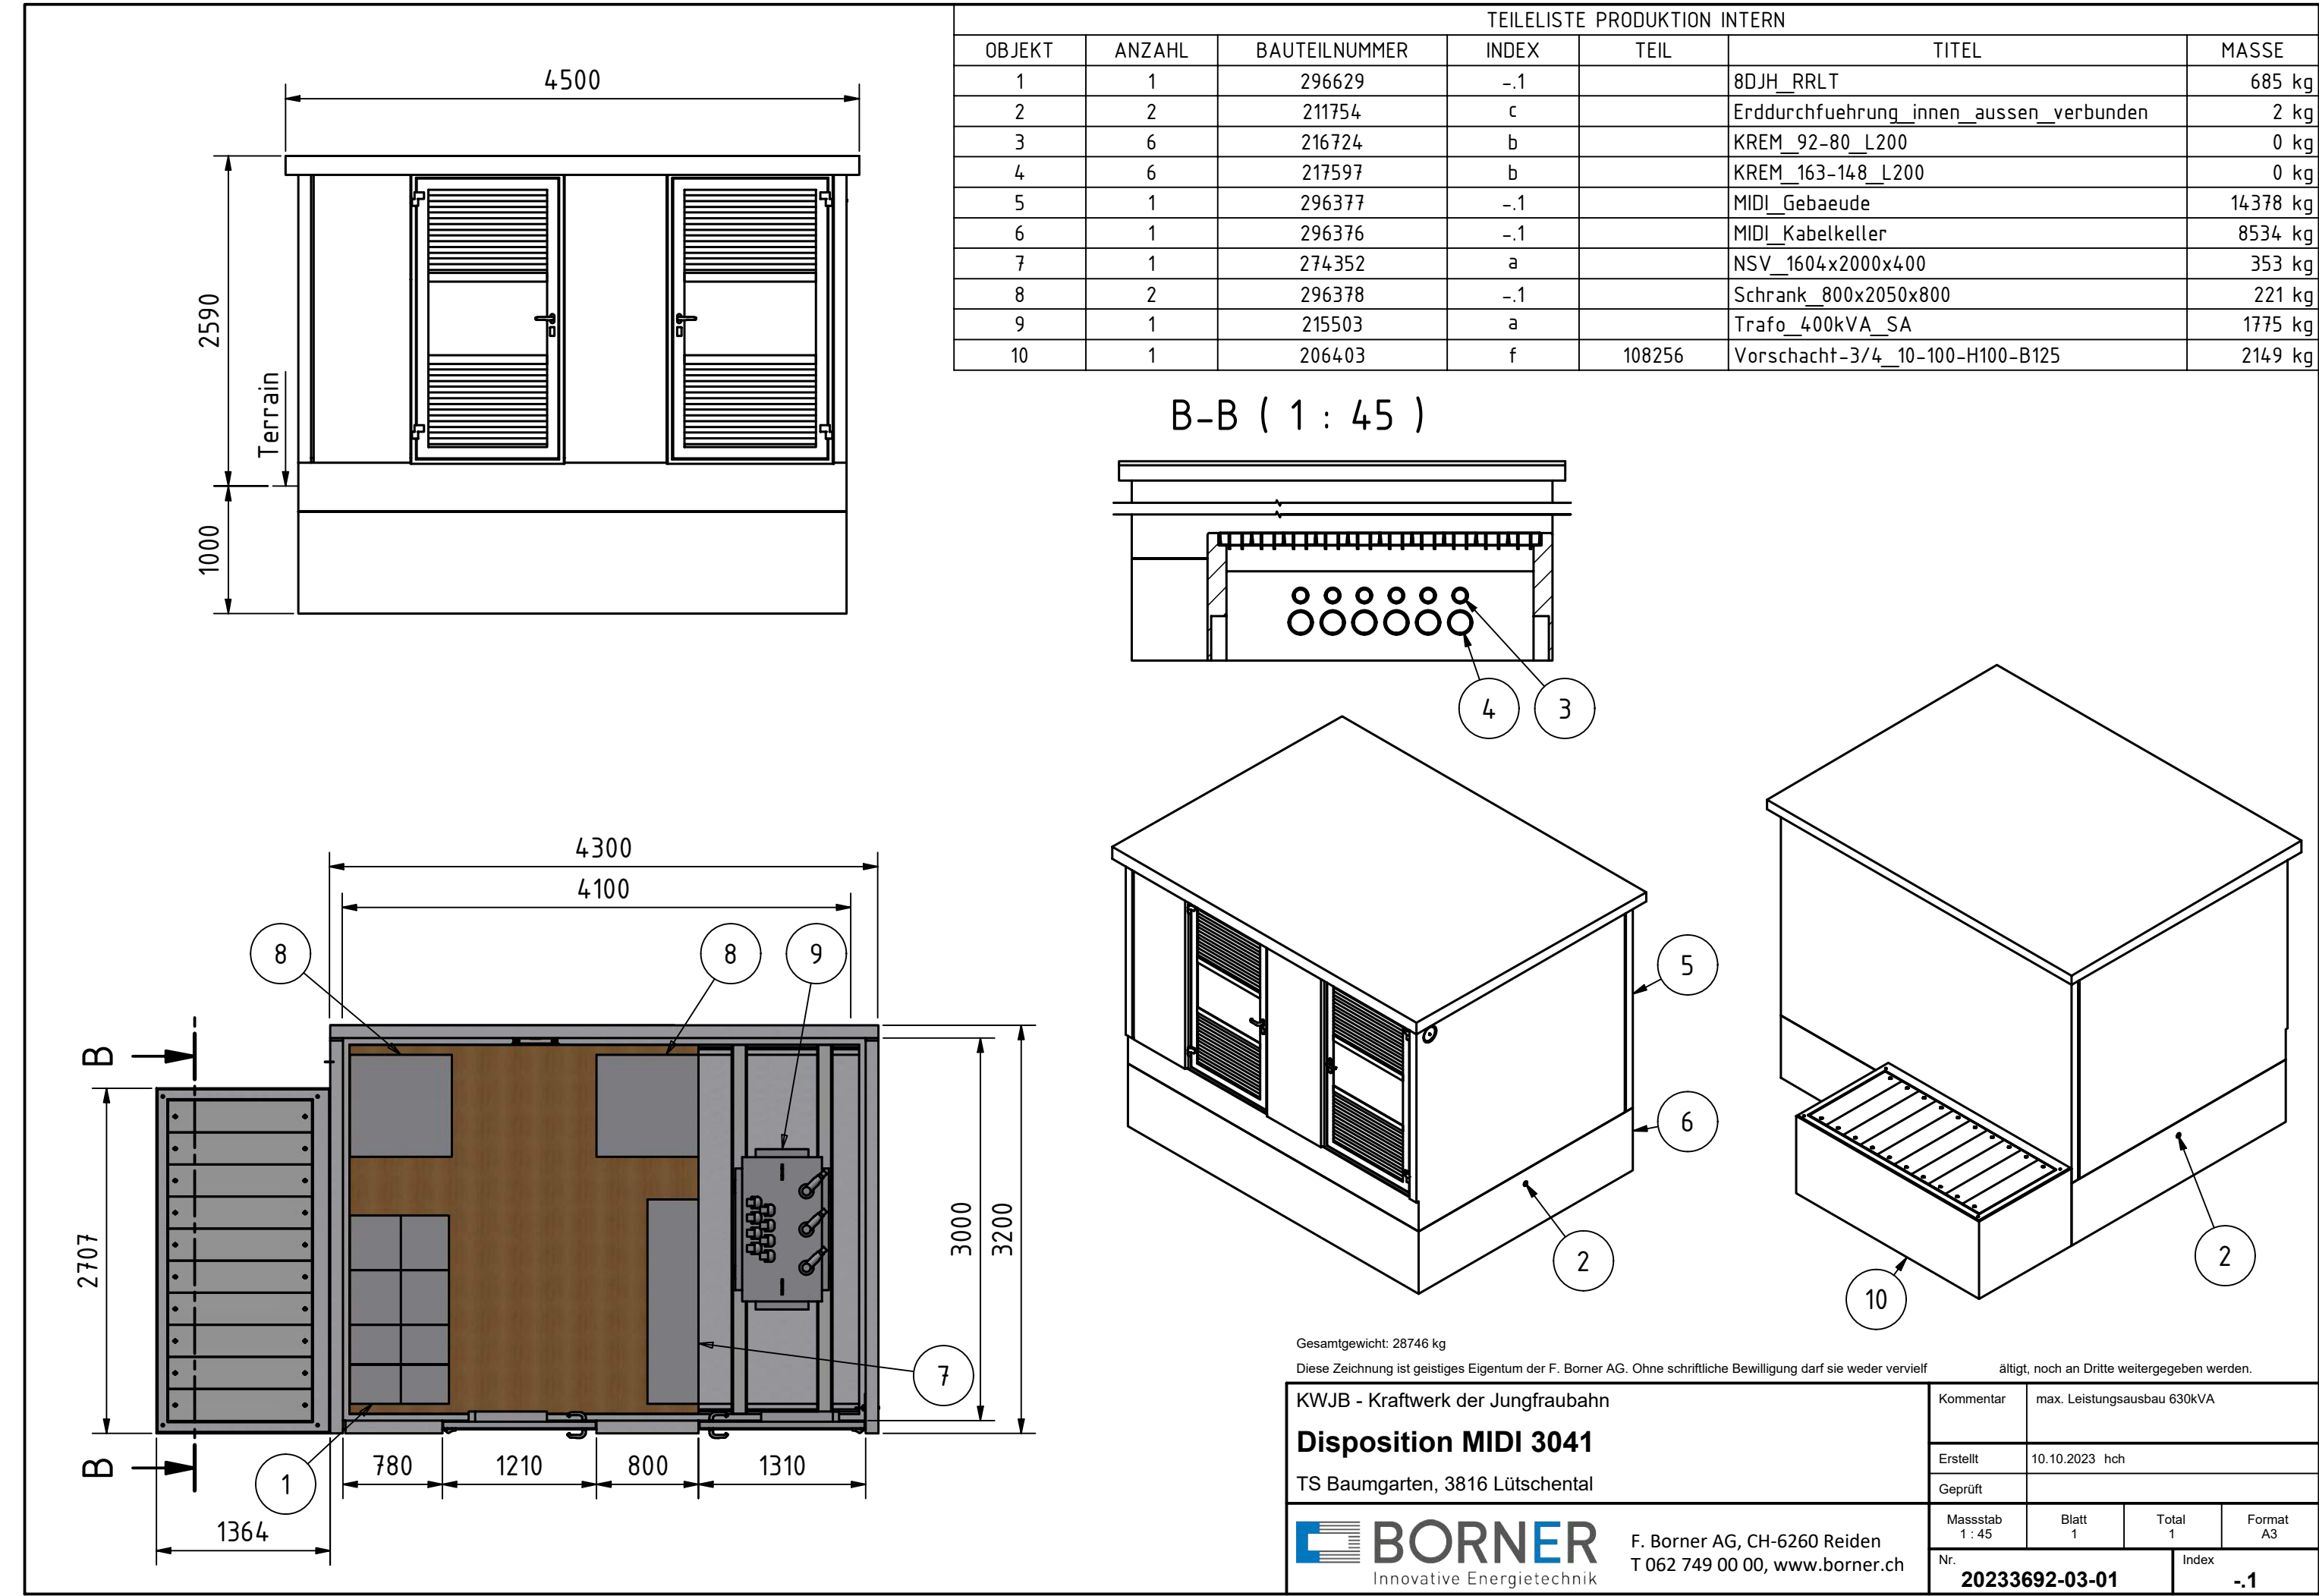 TEILELISTE PRODUKTION INTERN
OBJEKT ANZAHL BAUTEILNUMMER INDEX TEIL TITEL MASSE
1 1 296629 -.1 8DJH_RRLT 685 kg
2 2 211754 c Erddurchfuehrung_innen_aussen_verbunden 2 kg
3 6 216724 b KREM_92-80_L200 0 kg
4 6 217597 b KREM_163-148_L200 0 kg
5 1 296377 -.1 MIDI_Gebaeude 14378 kg
6 1 296376 -.1 MIDI_Kabelkeller 8534 kg
7 1 274352 a NSV_1604x2000x400 353 kg
8 2 296378 -.1 Schrank_800x2050x800 221 kg
9 1 215503 a Trafo_400kVA_SA 1775 kg
10 1 206403 f 108256 Vorschacht-3/4_10-100-H100-B125 2149 kg
4500
2590
Terrain
1000
B-B ( 1 : 45 )
4 3
4300
4100
8 8 9
B
2707
3000
3200
7
B
1
780 1210 800 1310
1364
5
6
2
2
10
Gesamtgewicht: 28746 kg
Diese Zeichnung ist geistiges Eigentum der F. Borner AG. Ohne schriftliche Bewilligung darf sie weder vervielf ältigt, noch an Dritte weitergegeben werden.
KWJB - Kraftwerk der Jungfraubahn
Disposition MIDI 3041
TS Baumgarten, 3816 Lütschental
Kommentar max. Leistungsausbau 630kVA
Erstellt 10.10.2023 hch
Geprüft
Massstab Blatt Total Format
1 : 45 1 1 A3
Nr. Index
20233692-03-01 -.1
BORNER
Innovative Energietechnik
F. Borner AG, CH-6260 Reiden
T 062 749 00 00, www.borner.ch